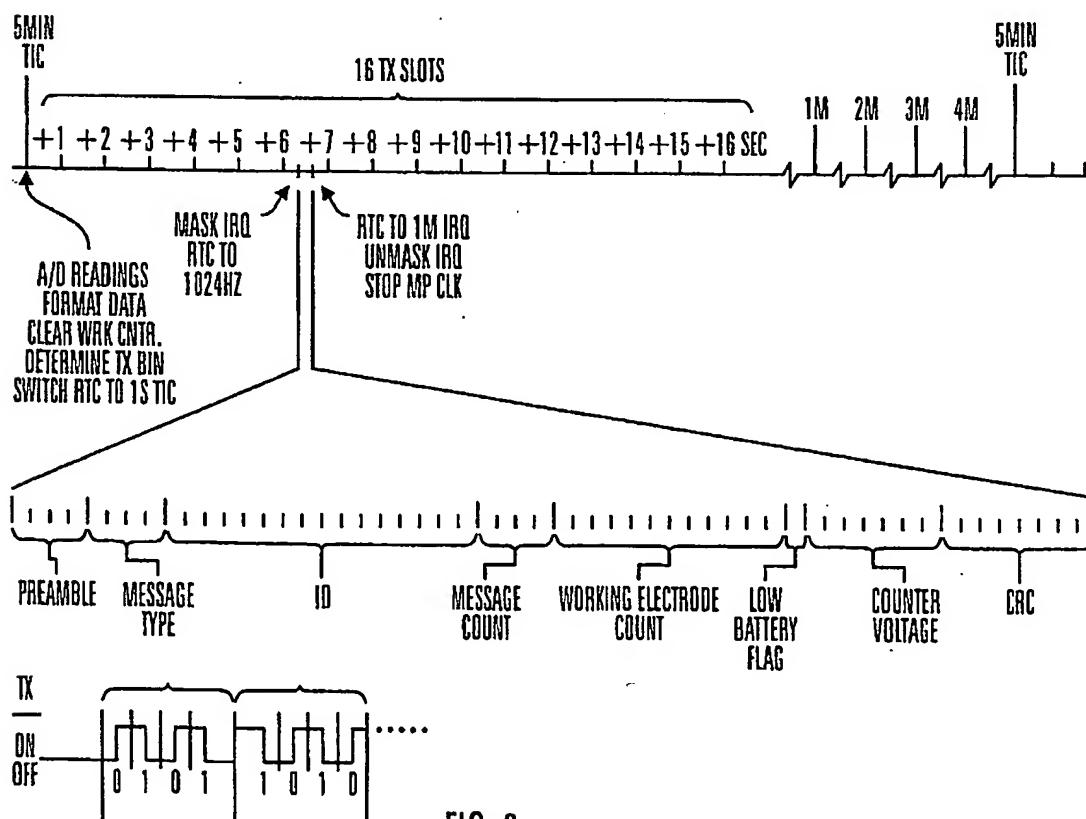 5MIN
TIC
5MIN
TIC
16 TX SLOTS
1M 2M 3M 4M
+1 +2 +3 +4 +5 +6 +7 +8 +9 +10 +11 +12 +13 +14 +15 +16 SEC
MASK IRQ
RTC TO
1024HZ
RTC TO 1M IRQ
UNMASK IRQ
STOP MP CLK
A/D READINGS
FORMAT DATA
CLEAR WRK CNTR.
DETERMINE TX BIN
SWITCH RTC TO 1S TIC
PREAMBLE
MESSAGE
TYPE
ID
MESSAGE
COUNT
WORKING ELECTRODE
COUNT
LOW
BATTERY
FLAG
COUNTER
VOLTAGE
CRC
TX
ON
OFF
0 1 0 1 1 0 1 0